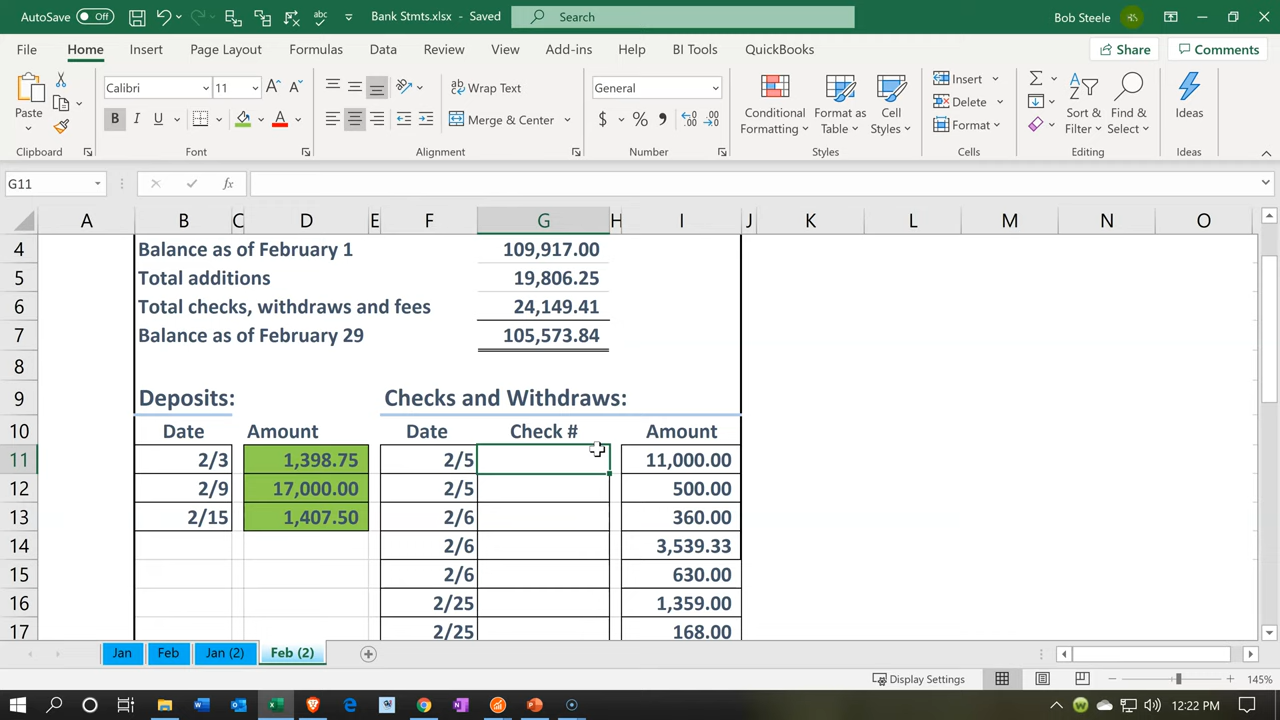 AutoSave Off Bank Stmts.xlsx - Saved Search Bob Steele
File Home Insert Page Layout Formulas Data Review View Add-ins Help BI Tools QuickBooks Share Comments
Paste Calibri 11 Wrap Text General Conditional Formatting Format as Table Cell Styles Insert Sort & Filter Find & Select Ideas
B I U Merge & Center $ % Delete
Format
Clipboard Font Alignment Number Styles Cells Editing Ideas
G11 fx
A B C D E F G H I J K L M N O
4 Balance as of February 1 109,917.00
5 Total additions 19,806.25
6 Total checks, withdraws and fees 24,149.41
7 Balance as of February 29 105,573.84
8
9 Deposits: Checks and Withdraws:
10 Date Amount Date Check # Amount
11 2/3 1,398.75 2/5 11,000.00
12 2/9 17,000.00 2/5 500.00
13 2/15 1,407.50 2/6 360.00
14 2/6 3,539.33
15 2/6 630.00
16 2/25 1,359.00
17 2/25 168.00
Jan Feb Jan (2) Feb (2)
Display Settings 145%
12:22 PM